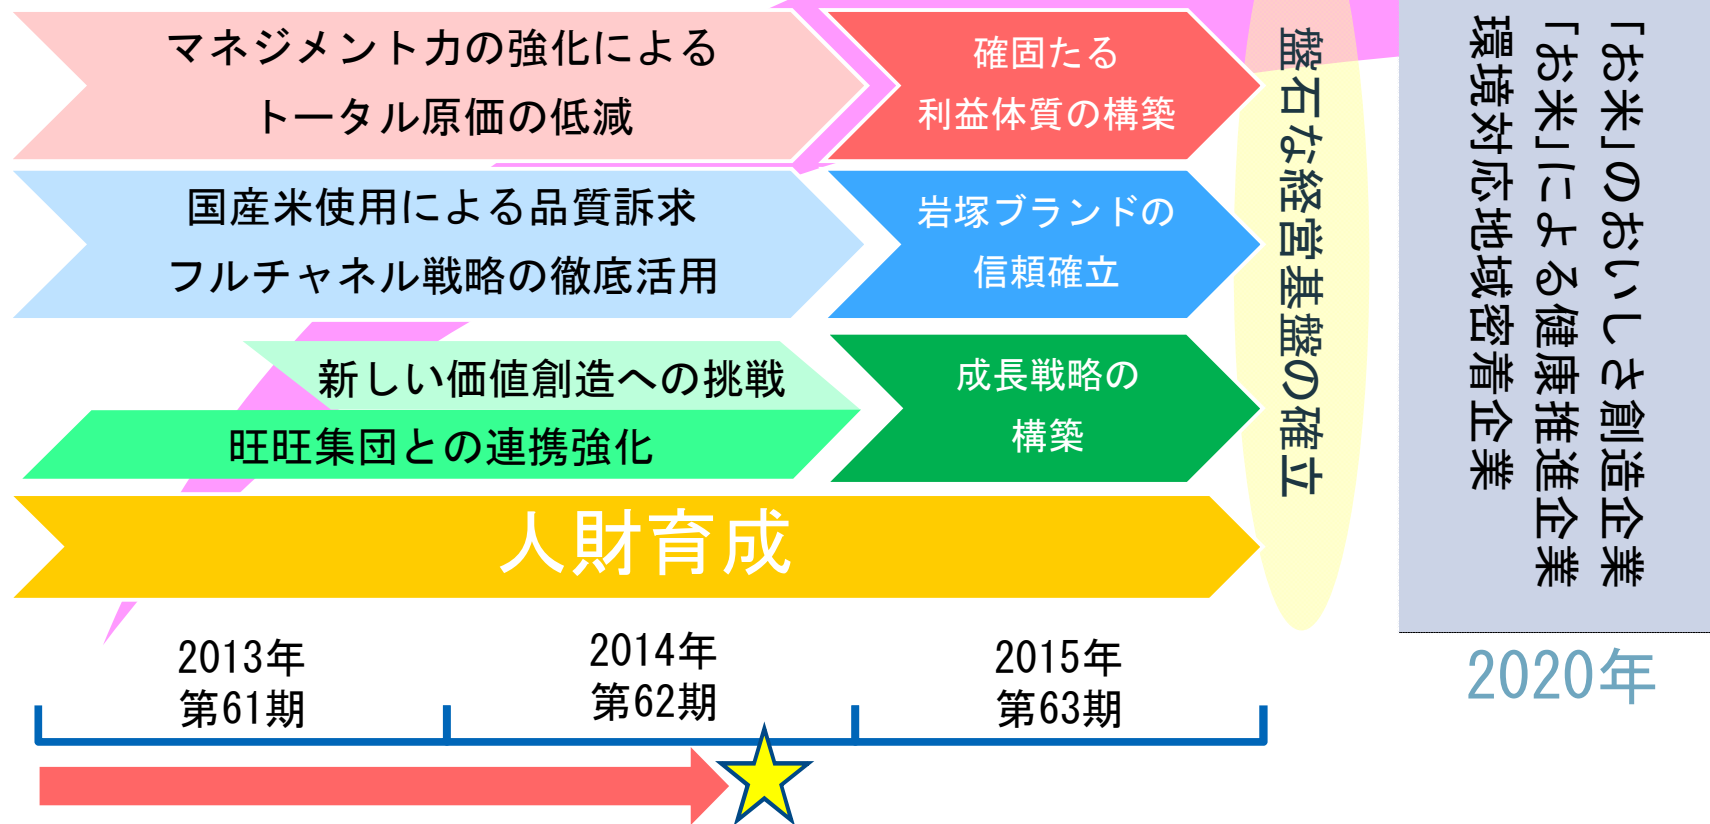 マネジメント力の強化による
トータル原価の低減
確固たる
利益体質の構築
国産米使用による品質訴求
フルチャネル戦略の徹底活用
岩塚ブランドの
信頼確立
新しい価値創造への挑戦
旺旺集団との連携強化
成長戦略の
構築
人財育成
盤石な経営基盤の確立
「お米」のおいしさ創造企業
「お米」による健康推進企業
環境対応地域密着企業
2013年
第61期
2014年
第62期
2015年
第63期
2020年